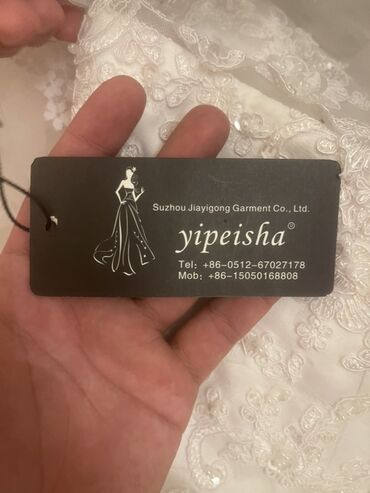 Suzhou Jiayigong Garment Co., Ltd.
yipeisha®
Tel: +86-0512-67027178
Mob: +86-15050168808